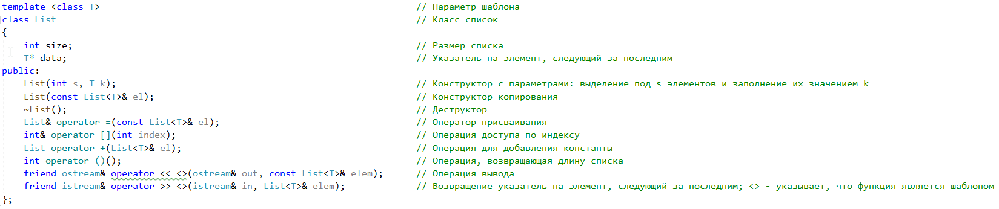 template <class T> // Параметр шаблона
class List // Класс список
{
int size; // Размер списка
T* data; // Указатель на элемент, следующий за последним
public:
List(int s, T k); // Конструктор с параметрами: выделение под s элементов и заполнение их значением k
List(const List<T>& el); // Конструктор копирования
~List(); // Деструктор
List& operator =(const List<T>& el); // Оператор присваивания
int& operator [](int index); // Операция доступа по индексу
List operator +(List<T>& el); // Операция для добавления константы
int operator ()(); // Операция, возвращающая длину списка
friend ostream& operator << <>(ostream& out, const List<T>& elem); // Операция вывода
friend istream& operator >> <>(istream& in, List<T>& elem); // Возвращение указатель на элемент, следующий за последним; <> - указывает, что функция является шаблоном
};